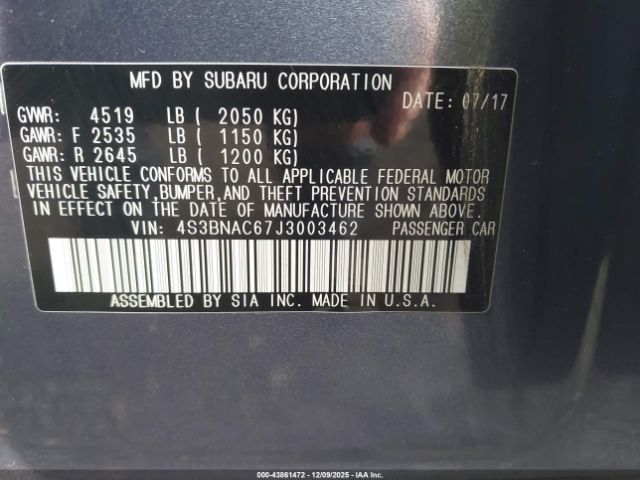 MFD BY SUBARU CORPORATION
DATE: 07/17
GVWR: 4519 LB ( 2050 KG)
GAWR: F 2535 LB ( 1150 KG)
GAWR: R 2645 LB ( 1200 KG)
THIS VEHICLE CONFORMS TO ALL APPLICABLE FEDERAL MOTOR
VEHICLE SAFETY,BUMPER,AND THEFT PREVENTION STANDARDS
IN EFFECT ON THE DATE OF MANUFACTURE SHOWN ABOVE.
VIN: 4S3BNAC67J3003462 PASSENGER CAR
ASSEMBLED BY SIA INC. MADE IN U.S.A.
000-43861472 - 12/09/2025 - IAAI Inc.